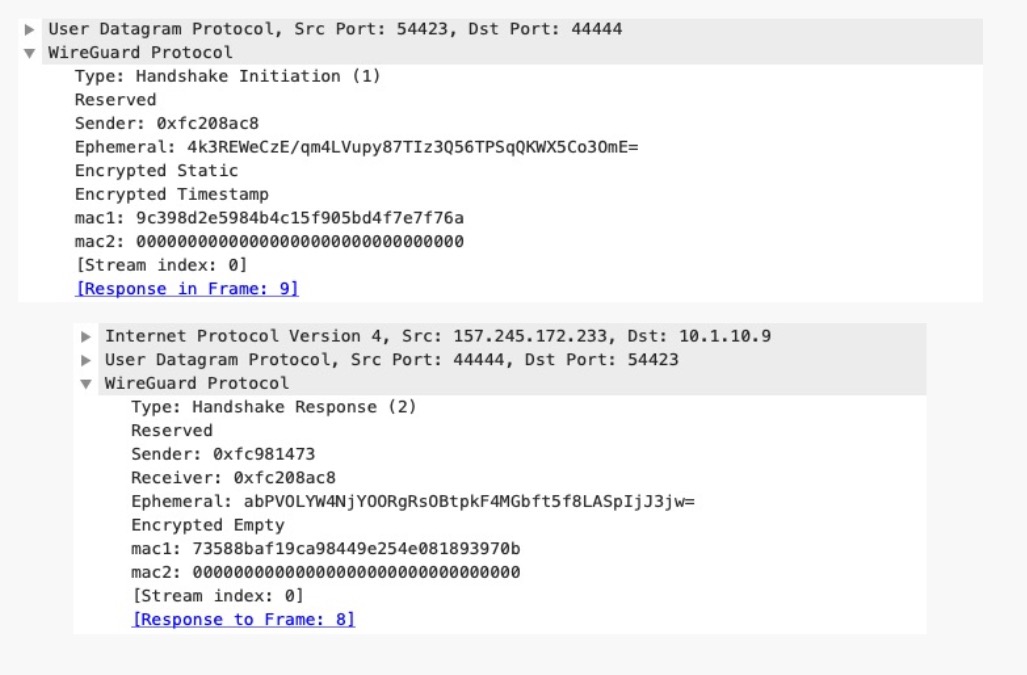 User Datagram Protocol, Src Port: 54423, Dst Port: 44444
WireGuard Protocol
Type: Handshake Initiation (1)
Reserved
Sender: 0xfc208ac8
Ephemeral: 4k3REWeCzE/qm4LVupy87TIz3Q56TPSqQKWX5Co3OmE=
Encrypted Static
Encrypted Timestamp
mac1: 9c398d2e5984b4c15f905bd4f7e7f76a
mac2: 00000000000000000000000000000000
[Stream index: 0]
[Response in Frame: 9]
Internet Protocol Version 4, Src: 157.245.172.233, Dst: 10.1.10.9
User Datagram Protocol, Src Port: 44444, Dst Port: 54423
WireGuard Protocol
Type: Handshake Response (2)
Reserved
Sender: 0xfc981473
Receiver: 0xfc208ac8
Ephemeral: abPVOLYW4NjYOORgRsOBtpkF4MGbft5f8LASpIjJ3jw=
Encrypted Empty
mac1: 73588baf19ca98449e254e081893970b
mac2: 00000000000000000000000000000000
[Stream index: 0]
[Response to Frame: 8]